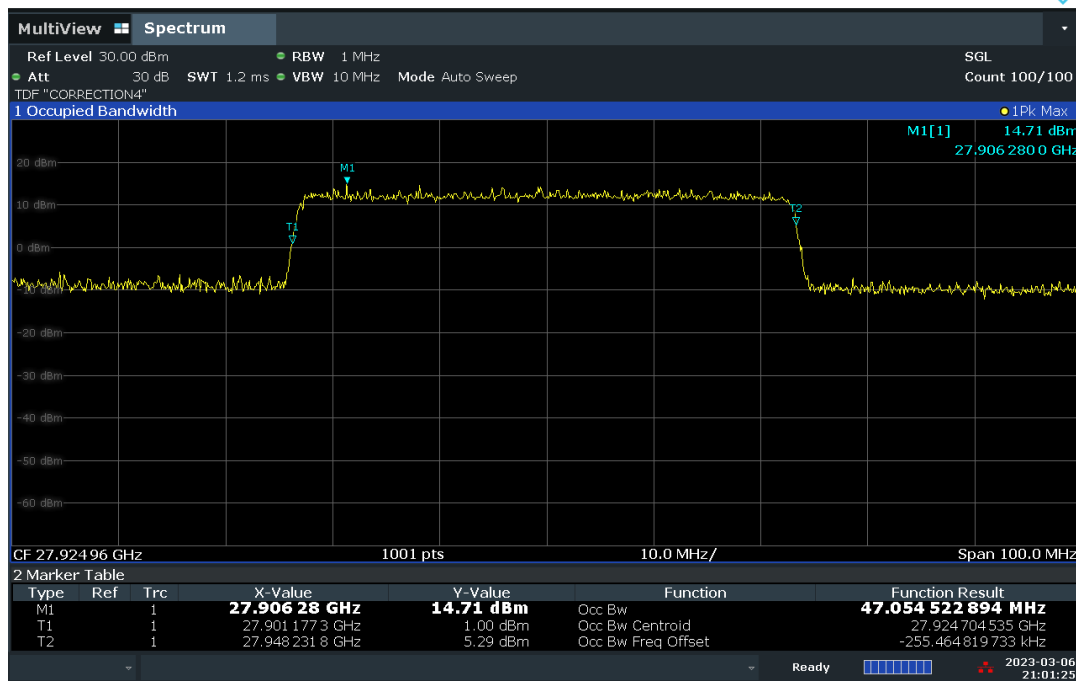 MultiView Spectrum
Ref Level 30.00 dBm RBW 1 MHz SGL
Att 30 dB SWT 1.2 ms VBW 10 MHz Mode Auto Sweep Count 100/100
TDF "CORRECTION4"
1 Occupied Bandwidth 1Pk Max
M1[1] 14.71 dBm
27.906 280 0 GHz
20 dBm
M1
10 dBm
T2
T1
0 dBm
-10 dBm
-20 dBm
-30 dBm
-40 dBm
-50 dBm
-60 dBm
CF 27.924 96 GHz 1001 pts 10.0 MHz/ Span 100.0 MHz
2 Marker Table
Type Ref Trc X-Value Y-Value Function Function Result
M1 1 27.906 28 GHz 14.71 dBm Occ Bw 47.054 522 894 MHz
T1 1 27.901 177 3 GHz 1.00 dBm Occ Bw Centroid 27.924 704 535 GHz
T2 1 27.948 231 8 GHz 5.29 dBm Occ Bw Freq Offset -255.464 819 733 kHz
Ready 2023-03-06
21:01:25